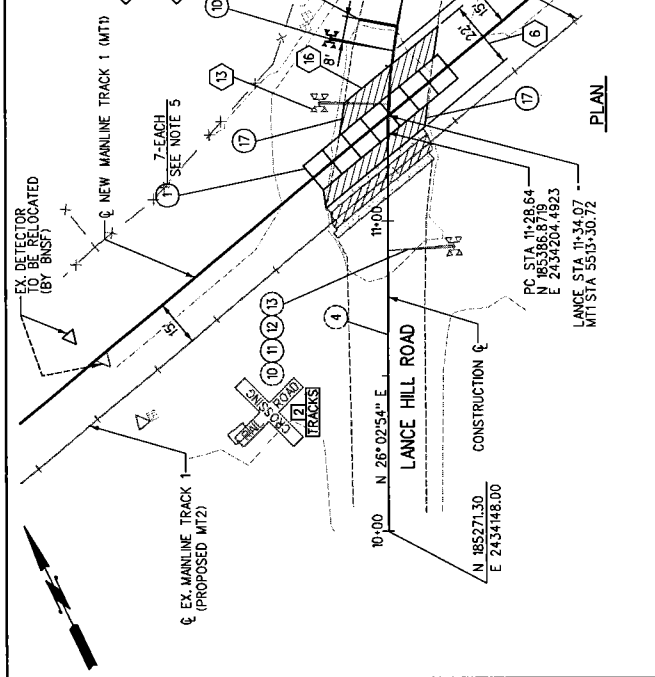 EX. DETECTOR
TO BE RELOCATED
(BY BNSF)
℄ NEW MAINLINE TRACK 1 (MT1)
7-EACH
SEE NOTE 5
1
13
17
10
8'
16
15'
22'
6
17
15'
℄ EX. MAINLINE TRACK 1
(PROPOSED MT2)
10 11 12 13
RAIL
CROSSING
ROAD
2
TRACKS
4
11+00
10+00
N 26°02'54" E
LANCE HILL ROAD
CONSTRUCTION ℄
N 185271.30
E 2434148.00
PC STA 11+28.64
N 185386.8719
E 2434204.4923
LANCE STA 11+34.07
MT1 STA 5513+30.72
PLAN